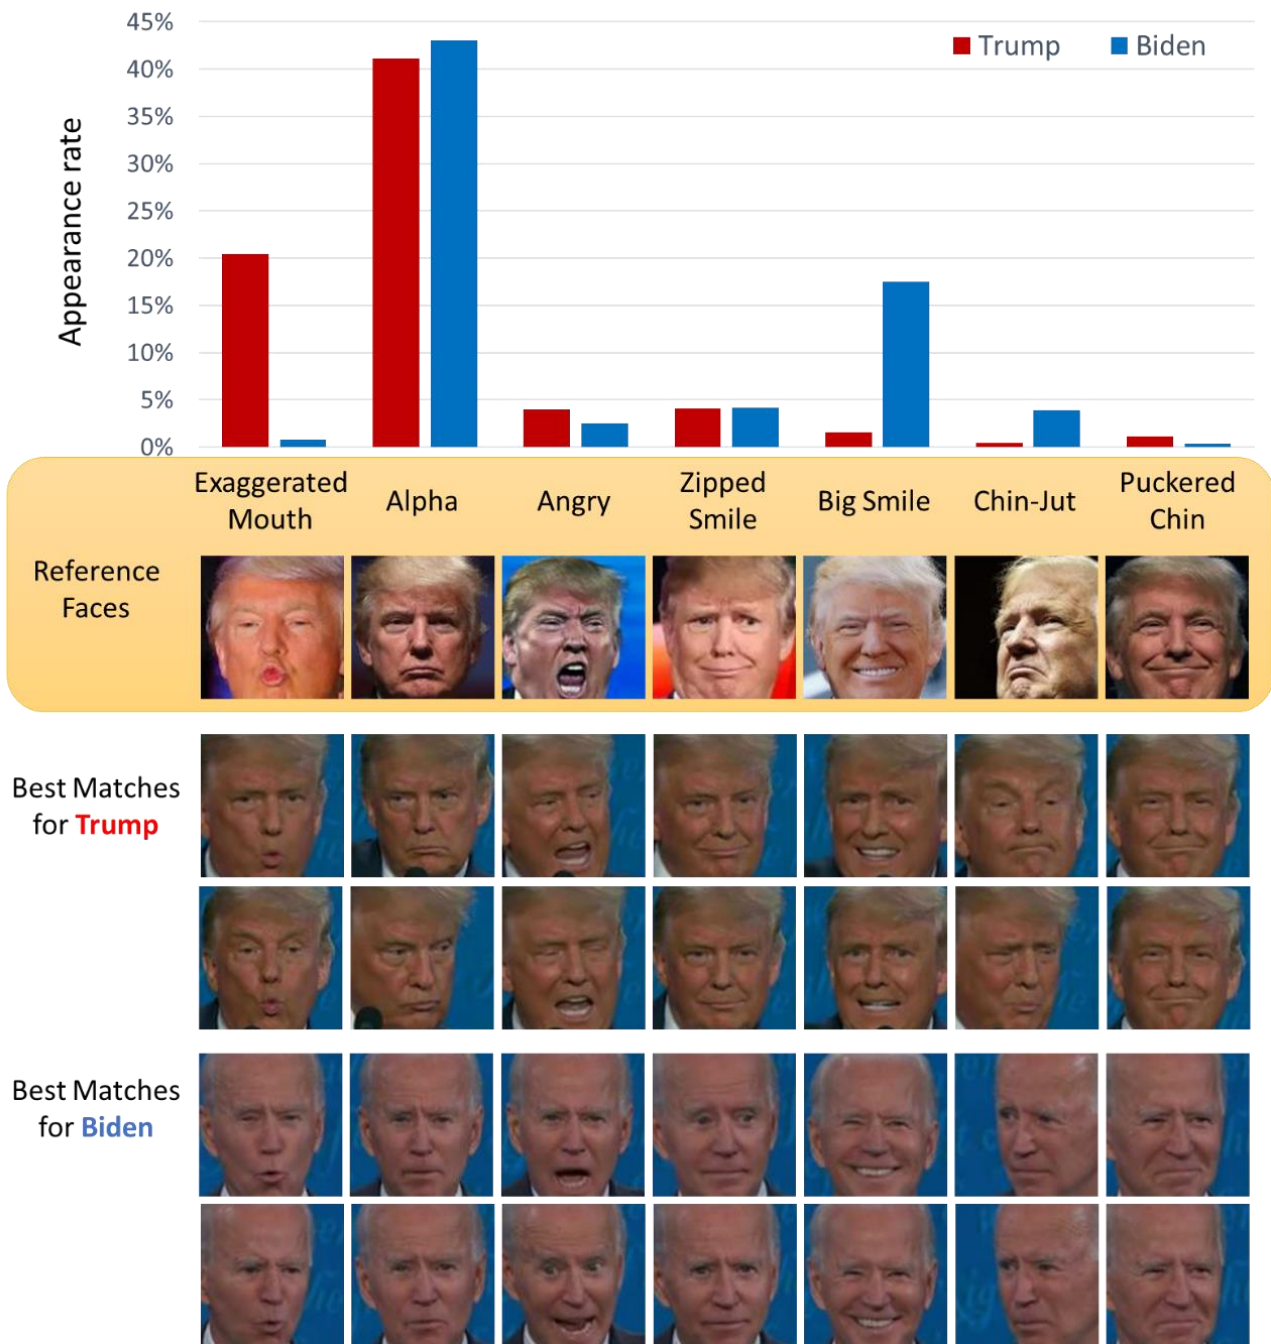 45%
40%
35%
30%
25%
20%
15%
10%
5%
0%
Appearance rate
Trump
Biden
Exaggerated
Mouth
Alpha
Angry
Zipped
Smile
Big Smile
Chin-Jut
Puckered
Chin
Reference
Faces
Best Matches
for Trump
Best Matches
for Biden